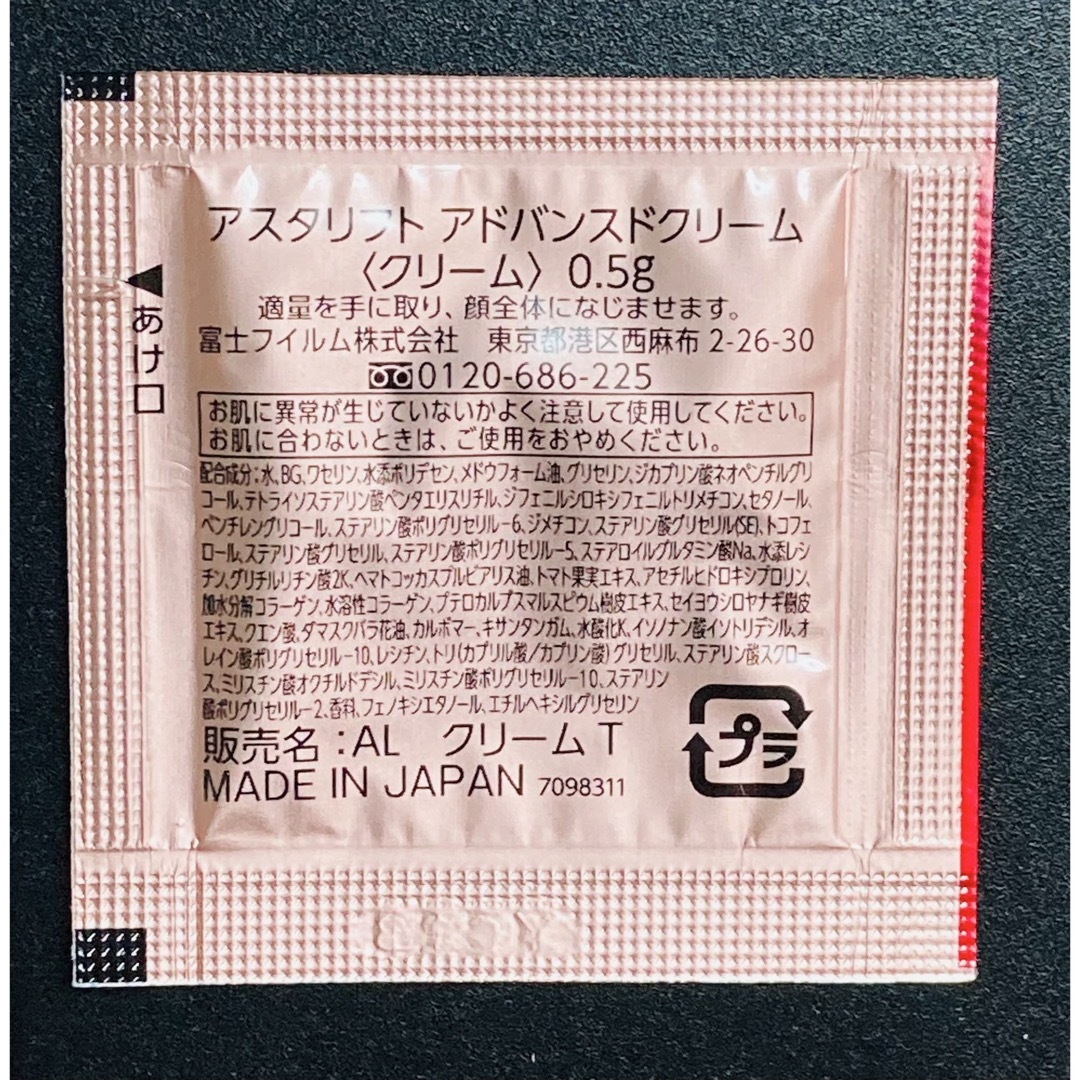 アスタリフト アドバンスドクリーム
〈クリーム〉 0.5g
適量を手に取り、顔全体になじませます。
富士フイルム株式会社 東京都港区西麻布 2-26-30
0120-686-225
あけ口
お肌に異常が生じていないかよく注意して使用してください。
お肌に合わないときは、ご使用をおやめください。
配合成分:水、BG、ワセリン、水添ポリデセン、メドウフォーム油、グリセリン、ジカプリン酸ネオペンチルグリ
コール、テトライソステアリン酸ペンタエリスリチル、ジフェニルシロキシフェニルトリメチコン、セタノール、
ペンチレングリコール、ステアリン酸ポリグリセリル-6、ジメチコン、ステアリン酸グリセリル(SE)、トコフェ
ロール、ステアリン酸グリセリル、ステアリン酸ポリグリセリル-5、ステアロイルグルタミン酸Na、水添レシ
チン、グリチルリチン酸2K、ヘマトコッカスプルビアリス油、トマト果実エキス、アセチルヒドロキシプロリン、
加水分解コラーゲン、水溶性コラーゲン、プテロカルプスマルスピウム樹皮エキス、セイヨウシロヤナギ樹皮
エキス、クエン酸、ダマスクバラ花油、カルボマー、キサンタンガム、水酸化K、イソノナン酸イソトリデシル、オ
レイン酸ポリグリセリル-10、レシチン、トリ(カプリル酸/カプリン酸)グリセリル、ステアリン酸スクロー
ス、ミリスチン酸オクチルドデシル、ミリスチン酸ポリグリセリル-10、ステアリン
酸ポリグリセリル-2、香料、フェノキシエタノール、エチルヘキシルグリセリン
販売名:AL クリームT
MADE IN JAPAN 7098311
プラ